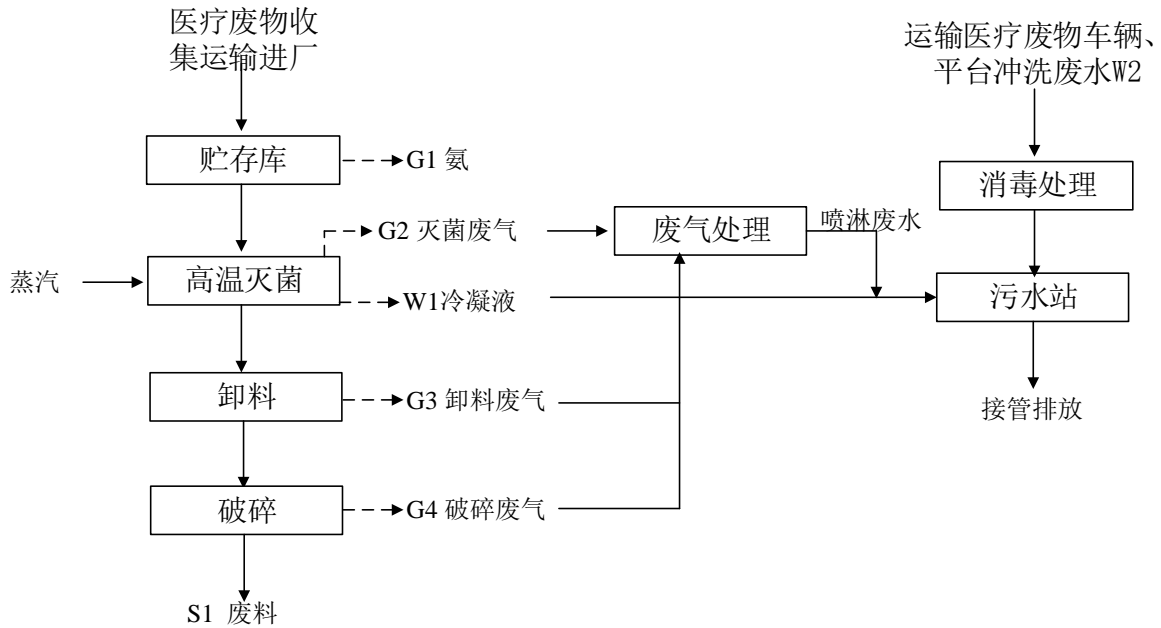 医疗废物收
集运输进厂
运输医疗废物车辆、
平台冲洗废水W2
贮存库
G1 氨
消毒处理
G2 灭菌废气
废气处理
喷淋废水
蒸汽
高温灭菌
W1冷凝液
污水站
卸料
G3 卸料废气
接管排放
破碎
G4 破碎废气
S1 废料